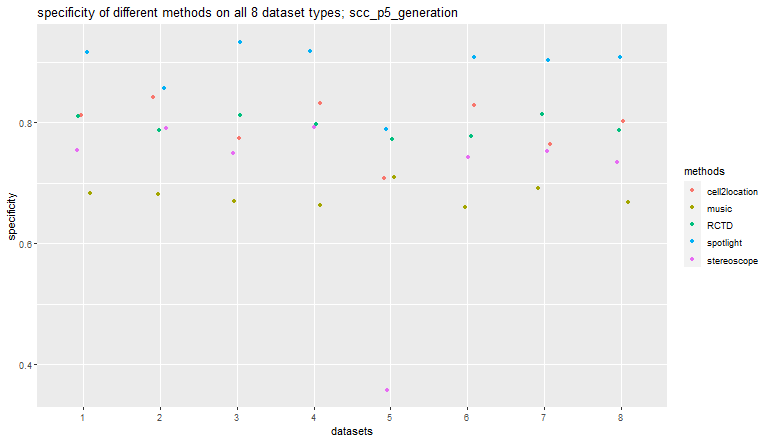 specificity of different methods on all 8 dataset types; scc_p5_generation
specificity
0.8
0.6
0.4
1 2 3 4 5 6 7 8
datasets
methods
cell2location
music
RCTD
spotlight
stereoscope